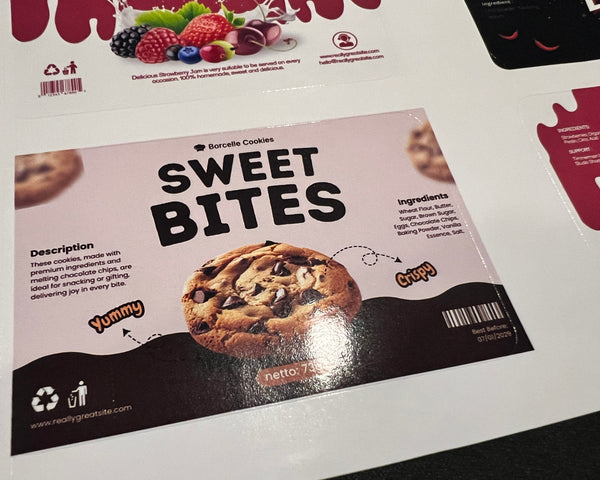 Delicious Strawberry Jam is very suitable to be served on every
occasion, 100% homemade, sweet and delicious.
www.reallygreatsite.com
hello@reallygreatsite.com
Ingredient
INGREDIENTS
SUPPORT
Borcelle Cookies
SWEET
BITES
Description
These cookies, made with
premium ingredients and
melting chocolate chips, are
ideal for snacking or gifting,
delivering joy in every bite.
Ingredients
Wheat Flour, Butter,
Sugar, Brown Sugar,
Eggs, Chocolate Chips,
Baking Powder, Vanilla
Essence, Salt.
Yummy
Crispy
netto:
Best Before:
www.reallygreatsite.com